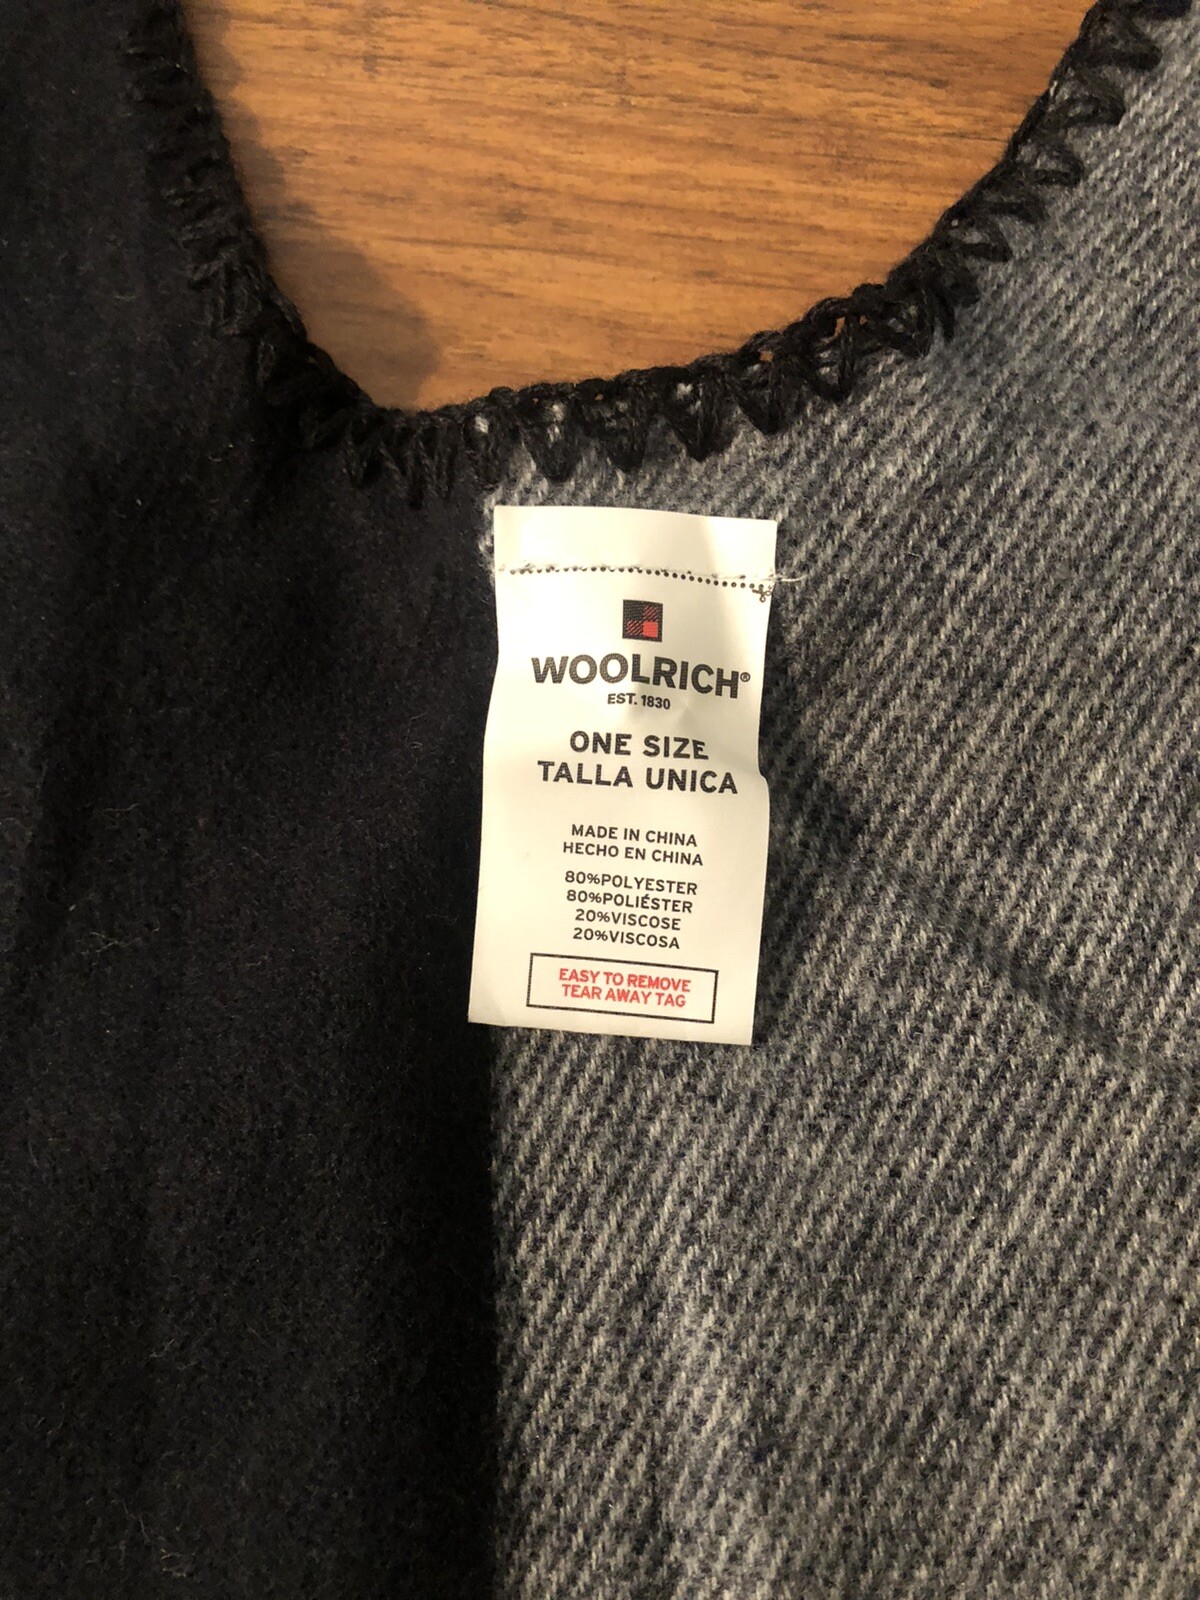 WOOLRICH®
EST. 1830
ONE SIZE
TALLA UNICA
MADE IN CHINA
HECHO EN CHINA
80%POLYESTER
80%POLIÉSTER
20%VISCOSE
20%VISCOSA
EASY TO REMOVE
TEAR AWAY TAG